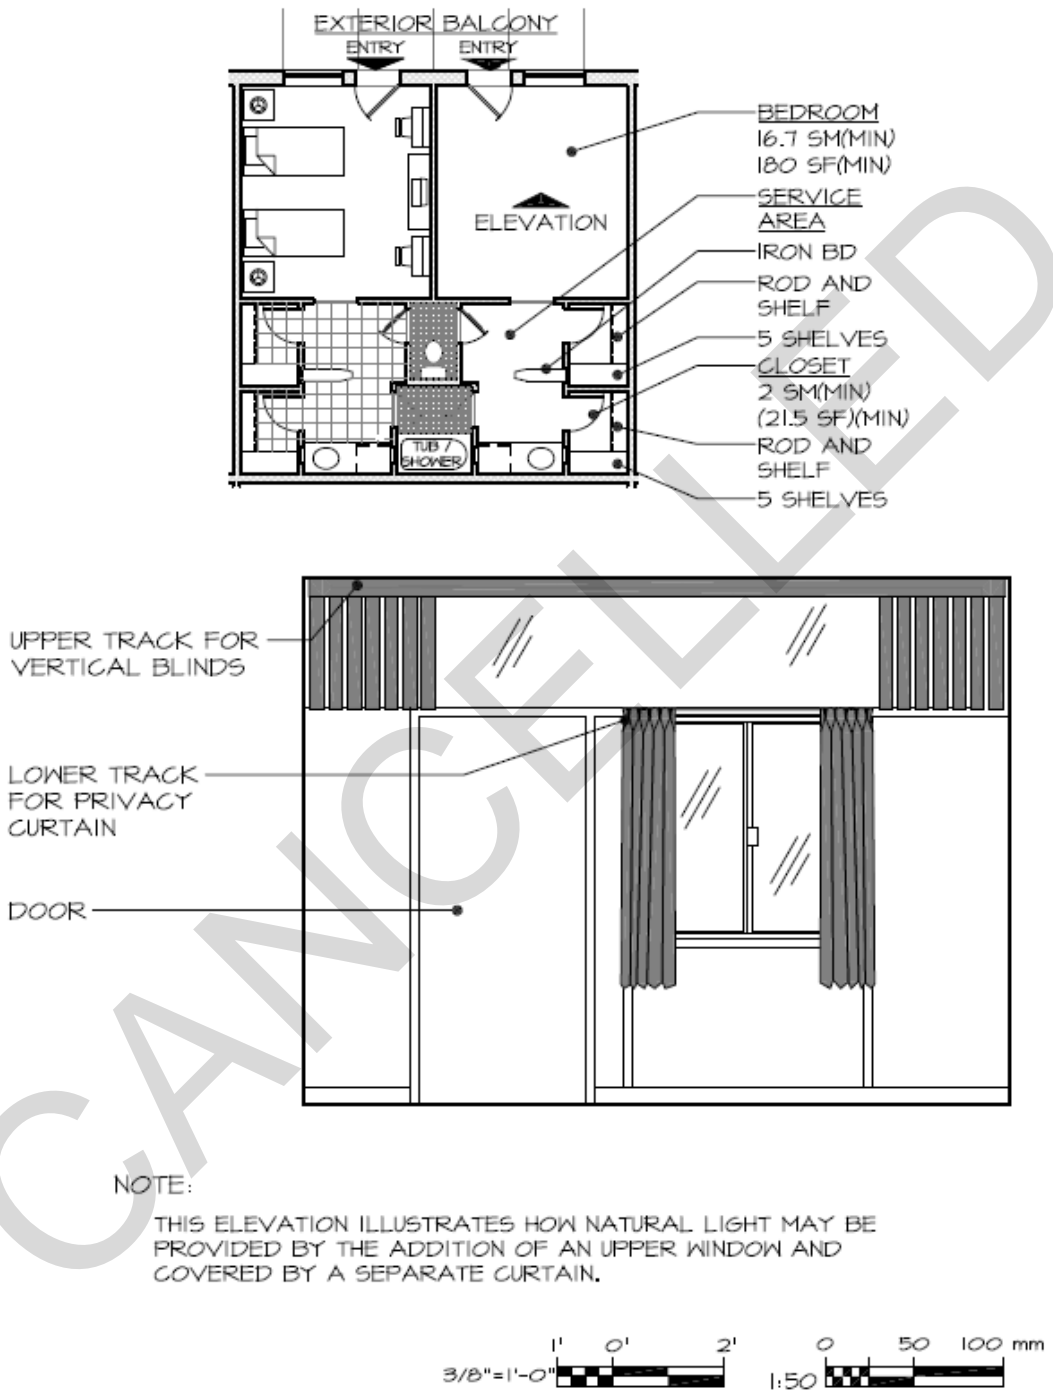 EXTERIOR BALCONY
ENTRY
ENTRY
BEDROOM
16.7 SM(MIN)
180 SF(MIN)
SERVICE
AREA
1
ELEVATION
IRON BD
ROD AND
SHELF
5 SHELVES
CLOSET
2 SM(MIN)
(21.5 SF)(MIN)
ROD AND
SHELF
5 SHELVES
TUB /
SHOWER
UPPER TRACK FOR
VERTICAL BLINDS
LOWER TRACK
FOR PRIVACY
CURTAIN
DOOR
CANCELLED
NOTE:
THIS ELEVATION ILLUSTRATES HOW NATURAL LIGHT MAY BE
PROVIDED BY THE ADDITION OF AN UPPER WINDOW AND
COVERED BY A SEPARATE CURTAIN.
1' 0' 2'
3/8"=1'-0"
0 50 100 mm
1:50